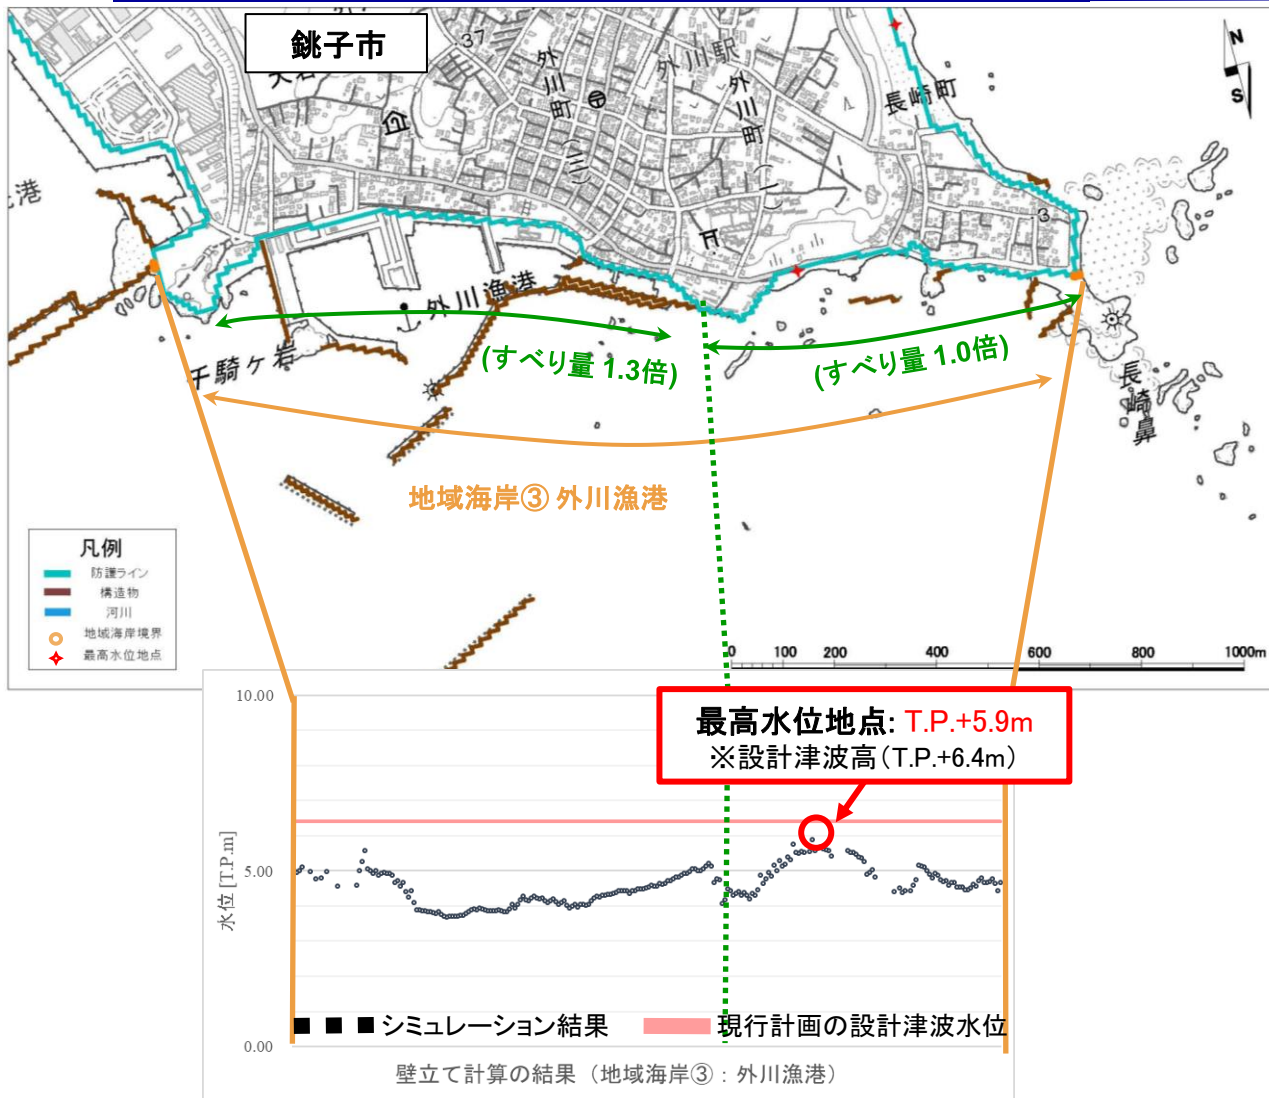 銚子市
37
外川駅
外川町(三)
外川町(一)
長崎町
N
S
3
外川漁港
千騎ヶ岩
長崎鼻
(すべり量 1.3倍)
(すべり量 1.0倍)
地域海岸③ 外川漁港
凡例
防護ライン
構造物
河川
地域海岸境界
最高水位地点
0 100 200 400 600 800 1000m
最高水位地点: T.P.+5.9m
※設計津波高(T.P.+6.4m)
10.00
5.00
0.00
水位 [T.P.m]
シミュレーション結果
現行計画の設計津波水位
壁立て計算の結果（地域海岸③：外川漁港）